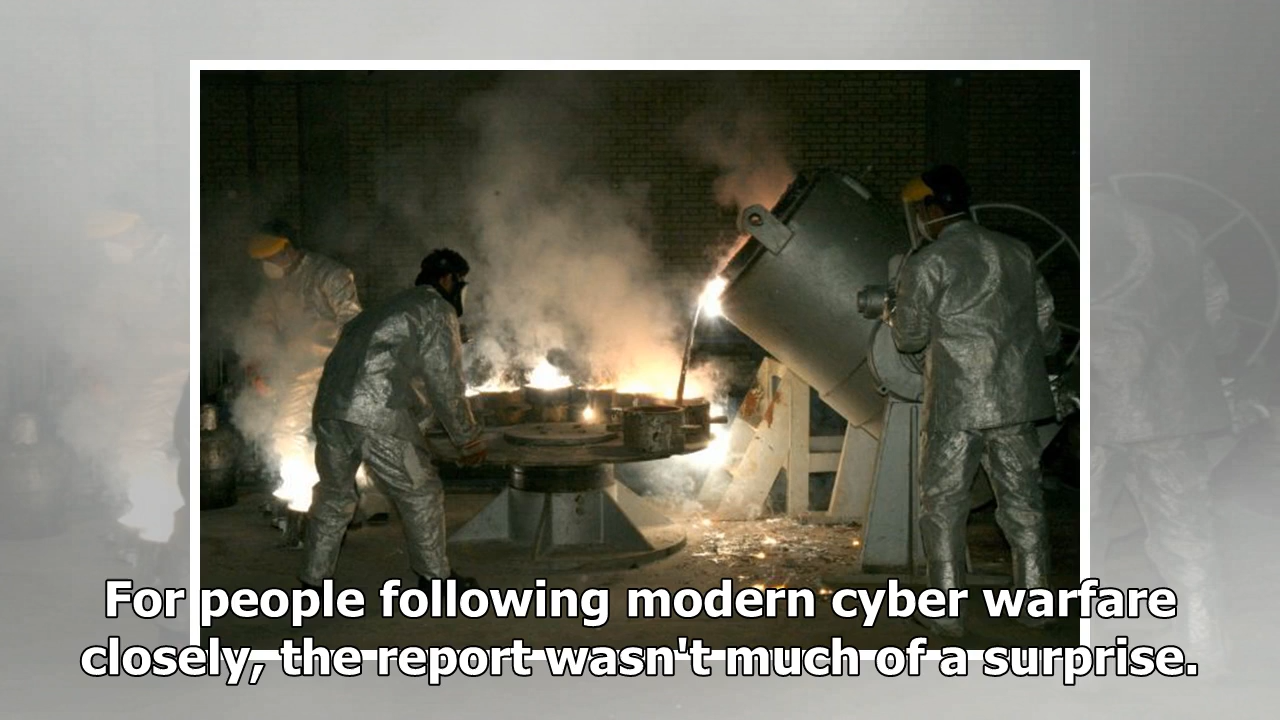 For people following modern cyber warfare
closely, the report wasn't much of a surprise.